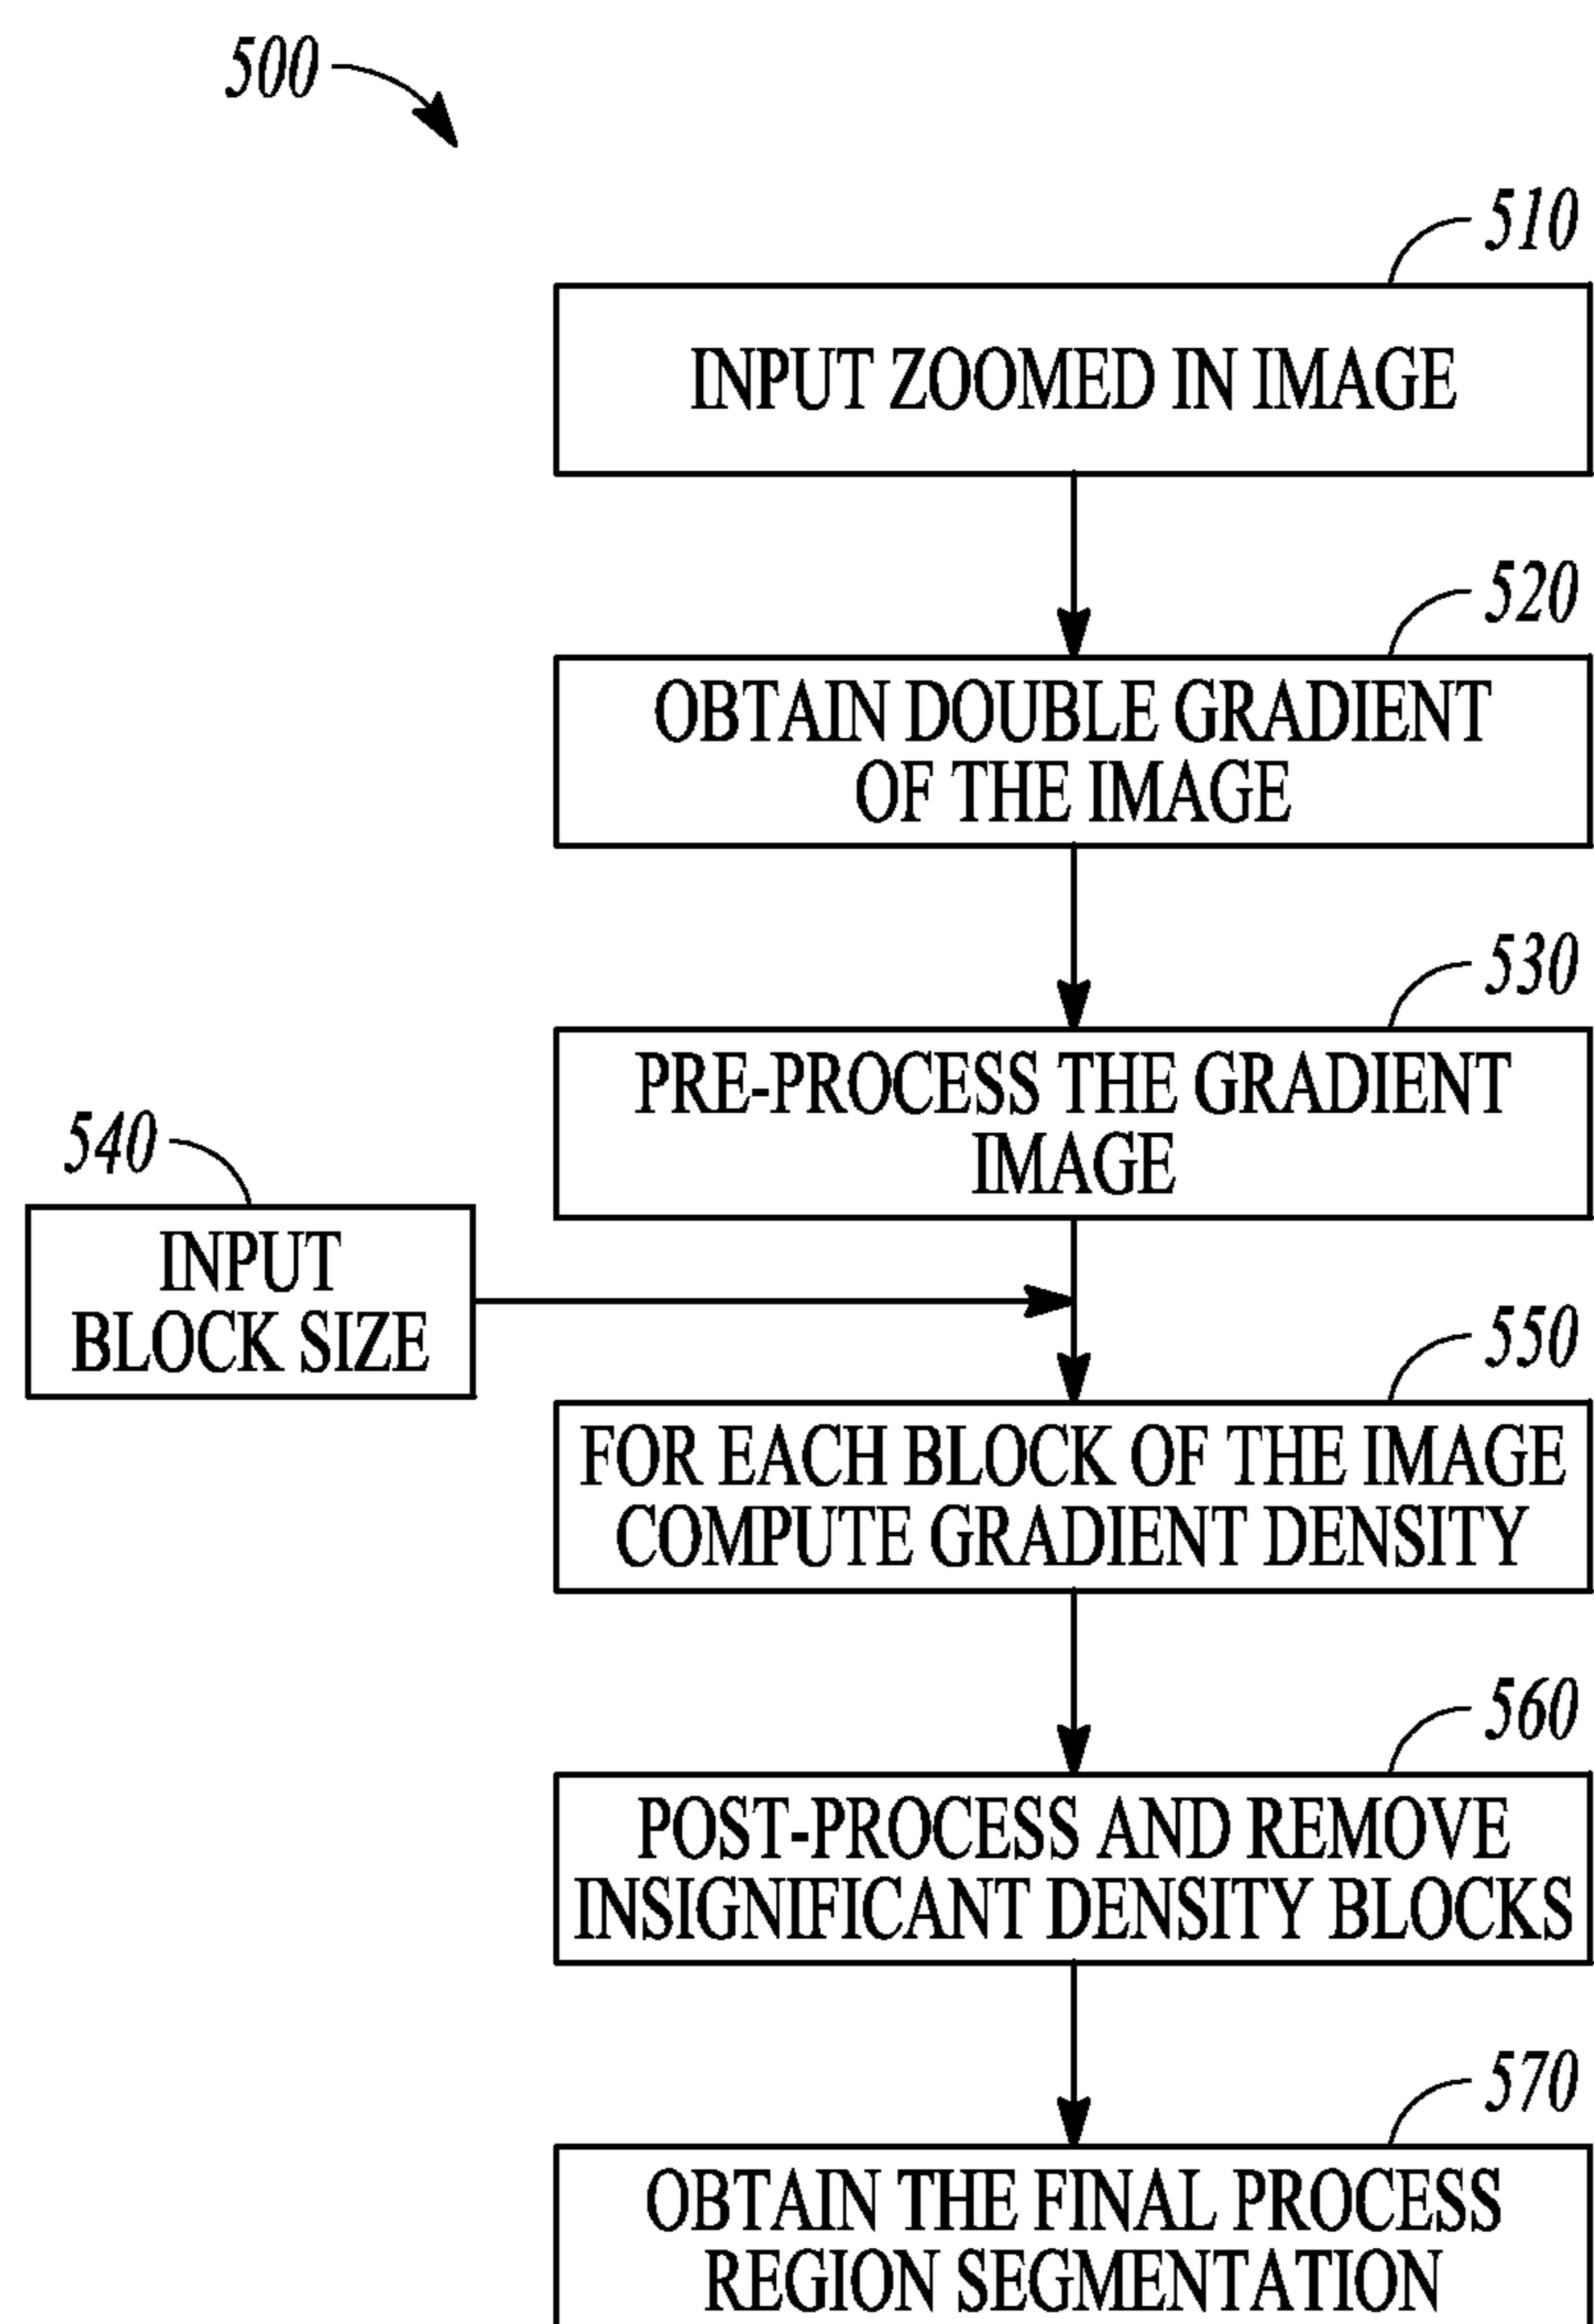 500
510
INPUT ZOOMED IN IMAGE
520
OBTAIN DOUBLE GRADIENT
OF THE IMAGE
530
PRE-PROCESS THE GRADIENT
IMAGE
540
INPUT
BLOCK SIZE
550
FOR EACH BLOCK OF THE IMAGE
COMPUTE GRADIENT DENSITY
560
POST-PROCESS AND REMOVE
INSIGNIFICANT DENSITY BLOCKS
570
OBTAIN THE FINAL PROCESS
REGION SEGMENTATION